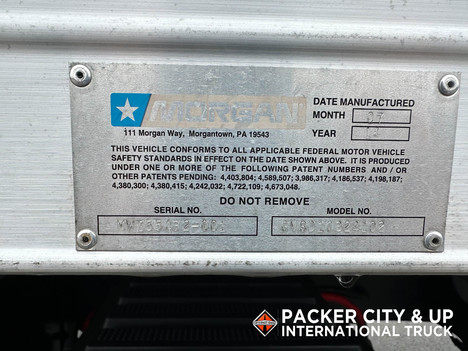 MORGAN
DATE MANUFACTURED
111 Morgan Way, Morgantown, PA 19543
MONTH
YEAR
THIS VEHICLE CONFORMS TO ALL APPLICABLE FEDERAL MOTOR VEHICLE
SAFETY STANDARDS IN EFFECT ON THE DATE SHOWN ABOVE. IT IS PRODUCED
UNDER ONE OR MORE OF THE FOLLOWING PATENT NUMBERS AND / OR
OTHER PATENTS PENDING: 4,403,804; 4,589,507; 3,986,317; 4,186,537; 4,198,187;
4,380,300; 4,380,415; 4,242,032; 4,722,109; 4,673,048.
DO NOT REMOVE
SERIAL NO.
MODEL NO.
PACKER CITY & UP
INTERNATIONAL TRUCK